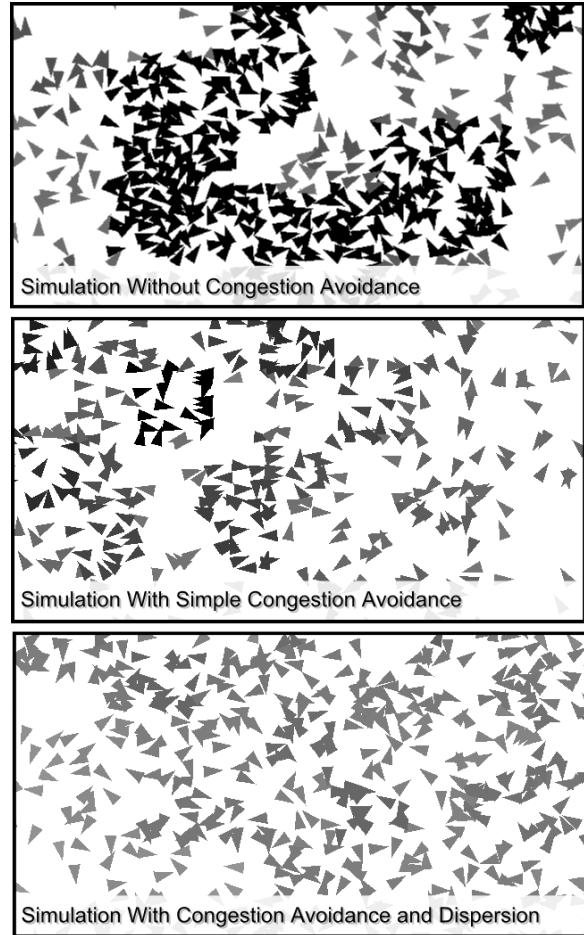 Simulation Without Congestion Avoidance
Simulation With Simple Congestion Avoidance
Simulation With Congestion Avoidance and Dispersion